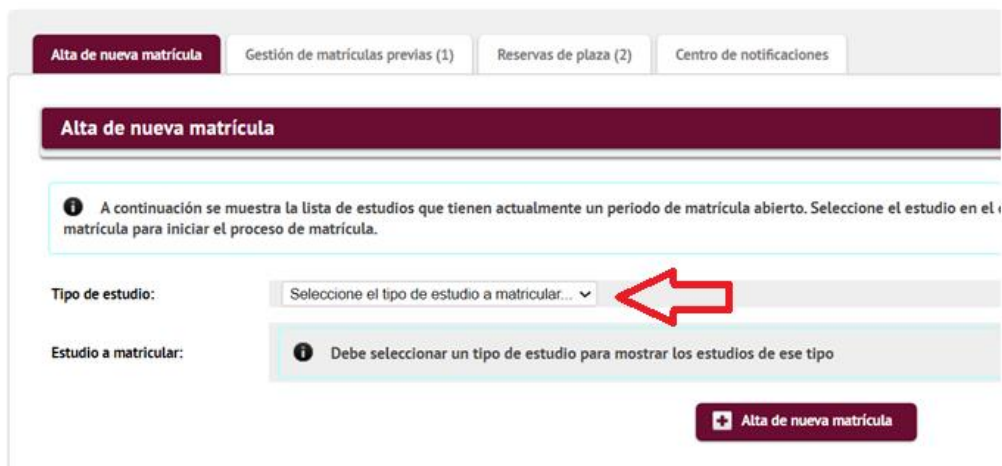 Alta de nueva matrícula
Gestión de matrículas previas (1)
Reservas de plaza (2)
Centro de notificaciones
Alta de nueva matrícula
A continuación se muestra la lista de estudios que tienen actualmente un periodo de matrícula abierto. Seleccione el estudio en el
matrícula para iniciar el proceso de matrícula.
Tipo de estudio:
Seleccione el tipo de estudio a matricular...
Estudio a matricular:
Debe seleccionar un tipo de estudio para mostrar los estudios de ese tipo
Alta de nueva matrícula